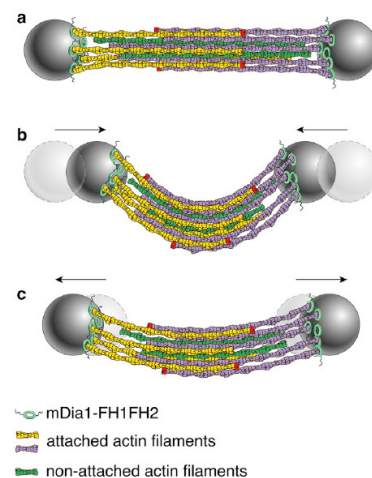 a
b
c
mDia1-FH1FH2
attached actin filaments
non-attached actin filaments